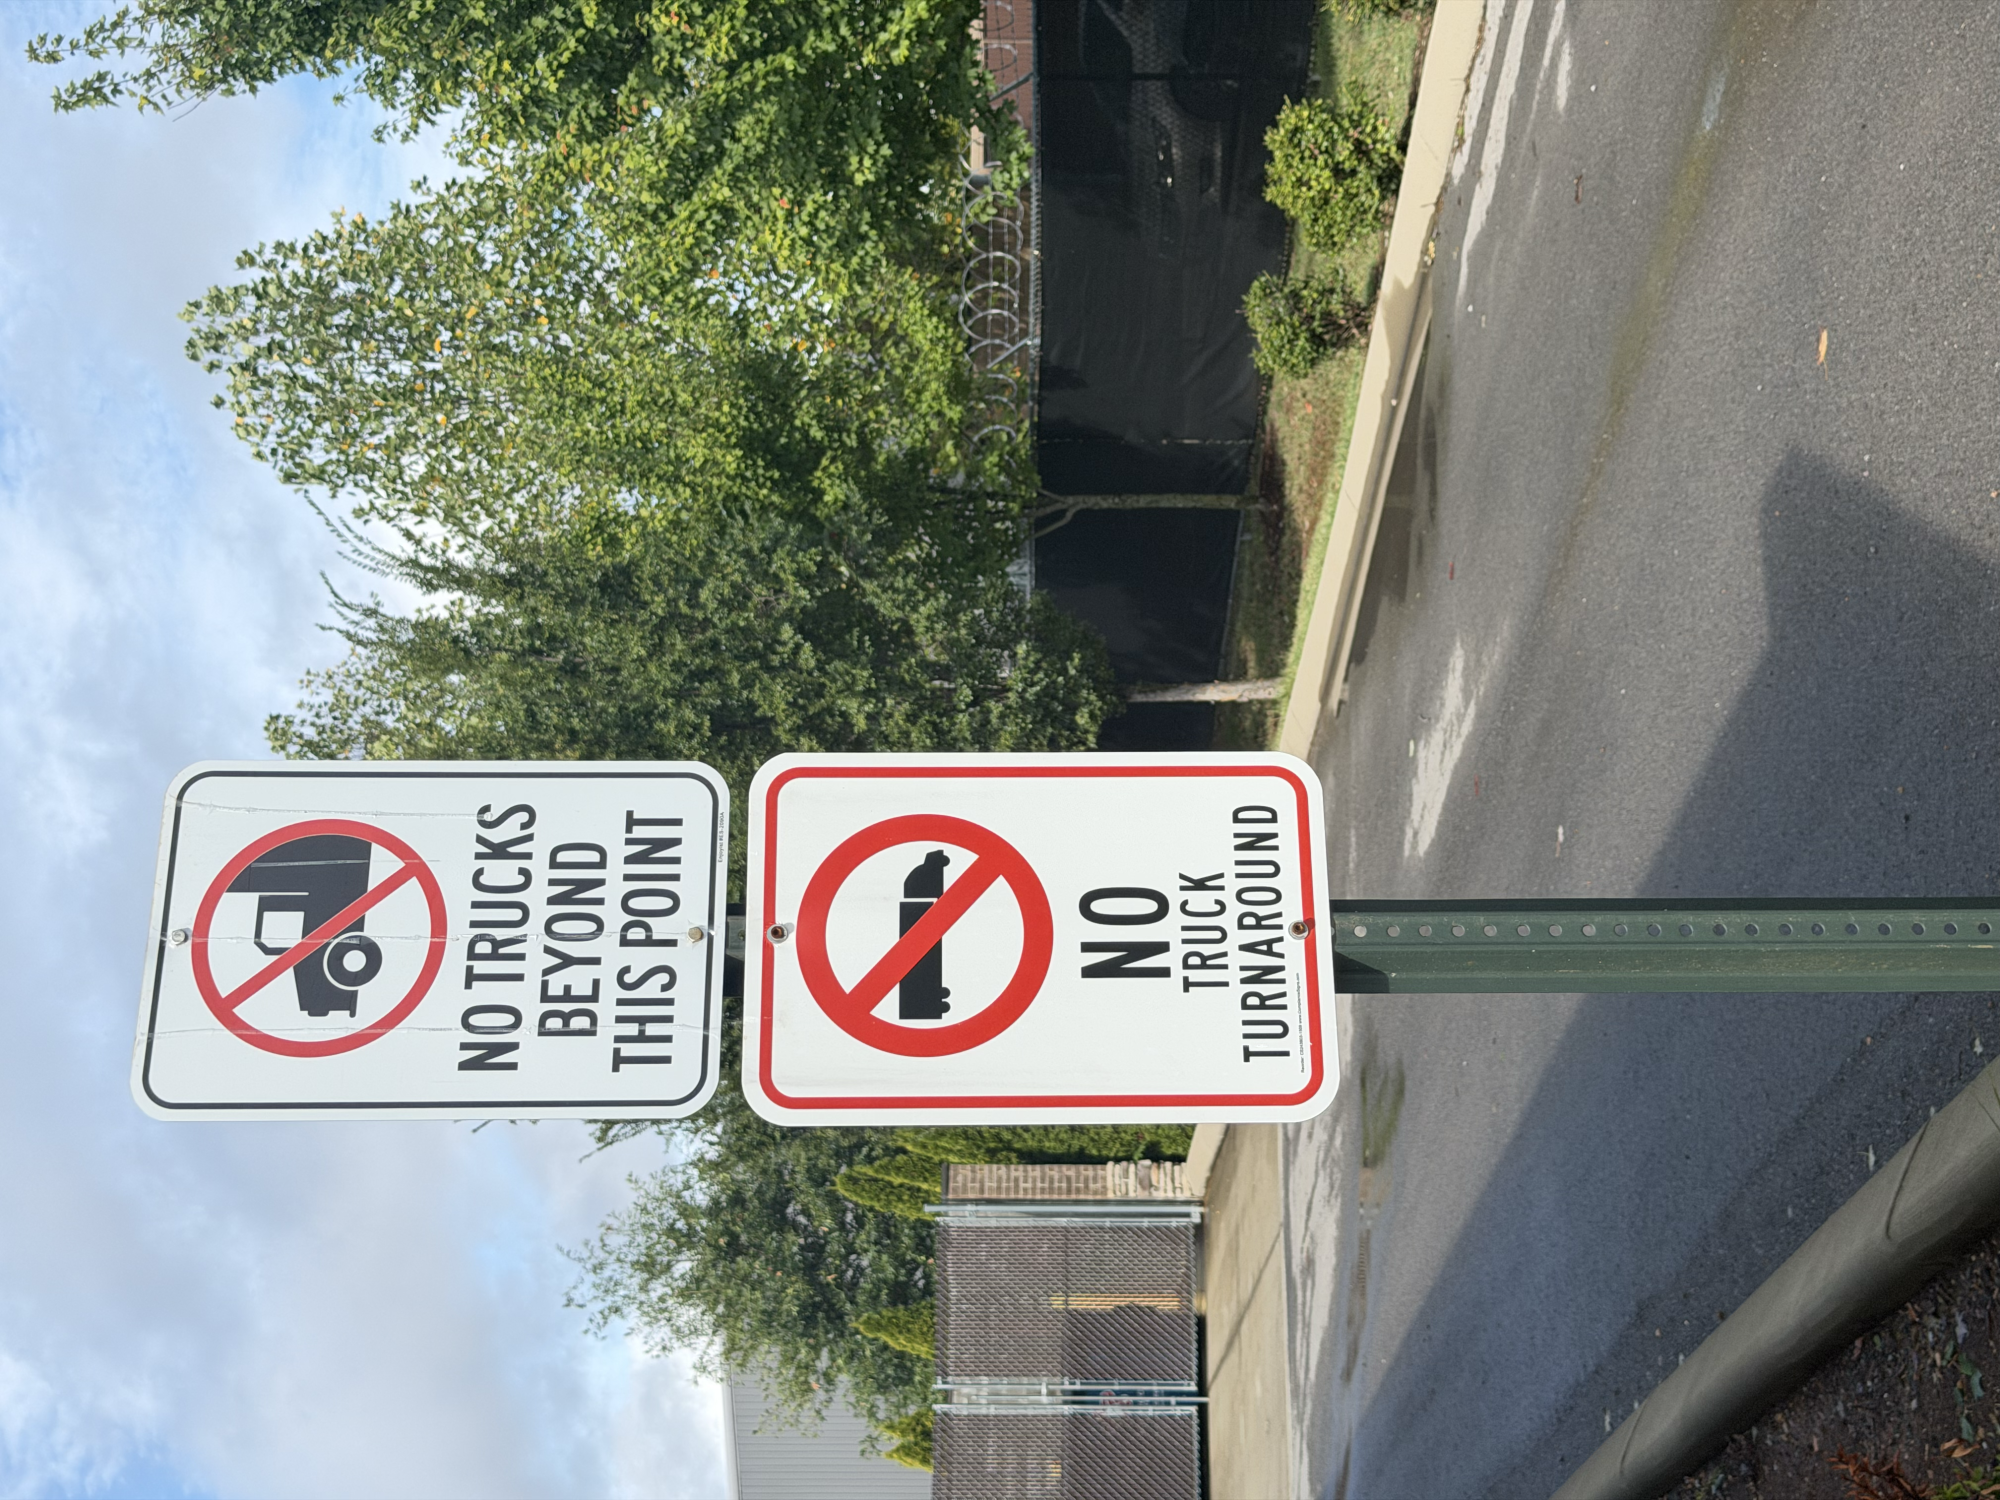 NO TRUCKS
BEYOND
THIS POINT
NO
TRUCK
TURNAROUND